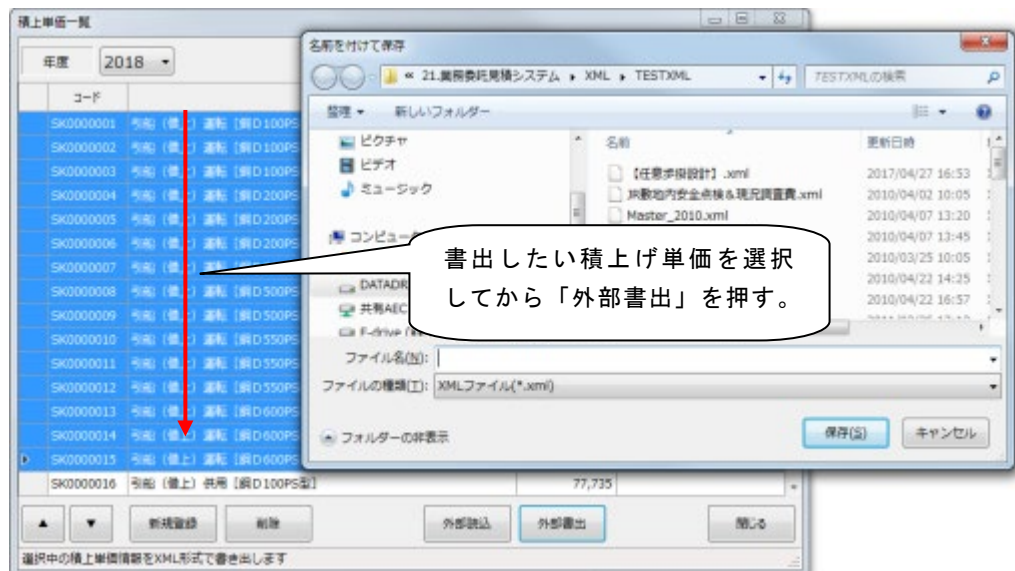 積上単価一覧
年度 2018
コード
SK0000001 引船（借上）運転［鋼D100PS
SK0000002 引船（借上）運転［鋼D100PS
SK0000003 引船（借上）運転［鋼D100PS
SK0000004 引船（借上）運転［鋼D200PS
SK0000005 引船（借上）運転［鋼D200PS
SK0000006 引船（借上）運転［鋼D200PS
SK0000007 引船（借上）運転［鋼D
SK0000008 引船（借上）運転［鋼D500PS
SK0000009 引船（借上）運転［鋼D500PS
SK0000010 引船（借上）運転［鋼D550PS
SK0000011 引船（借上）運転［鋼D550PS
SK0000012 引船（借上）運転［鋼D550PS
SK0000013 引船（借上）運転［鋼D600PS
SK0000014 引船（借上）運転［鋼D600PS
SK0000015 引船（借上）運転［鋼D600PS
SK0000016 引船（借上）供用［鋼D100PS型］ 77,735
新規登録 削除 外部読込 外部書出 閉じる
選択中の積上単価情報をXML形式で書き出します
名前を付けて保存
« 21.業務委託見積システム ▸ XML ▸ TESTXML
TESTXMLの検索
整理 新しいフォルダー
ピクチャ
ビデオ
ミュージック
コンピュータ
DATADR
共有AEC
E-drive
名前 更新日時
【任意歩掛設計】.xml 2017/04/27 16:53
JR敷地内安全点検＆現況調査費.xml 2010/04/02 10:05
Master_2010.xml 2010/04/07 13:20
2010/04/07 13:45
2010/03/25 10:05
2010/04/22 14:25
2010/04/22 16:57
書出したい積上げ単価を選択
してから「外部書出」を押す。
ファイル名(N):
ファイルの種類(T): XMLファイル(*.xml)
フォルダーの非表示 保存(S) キャンセル